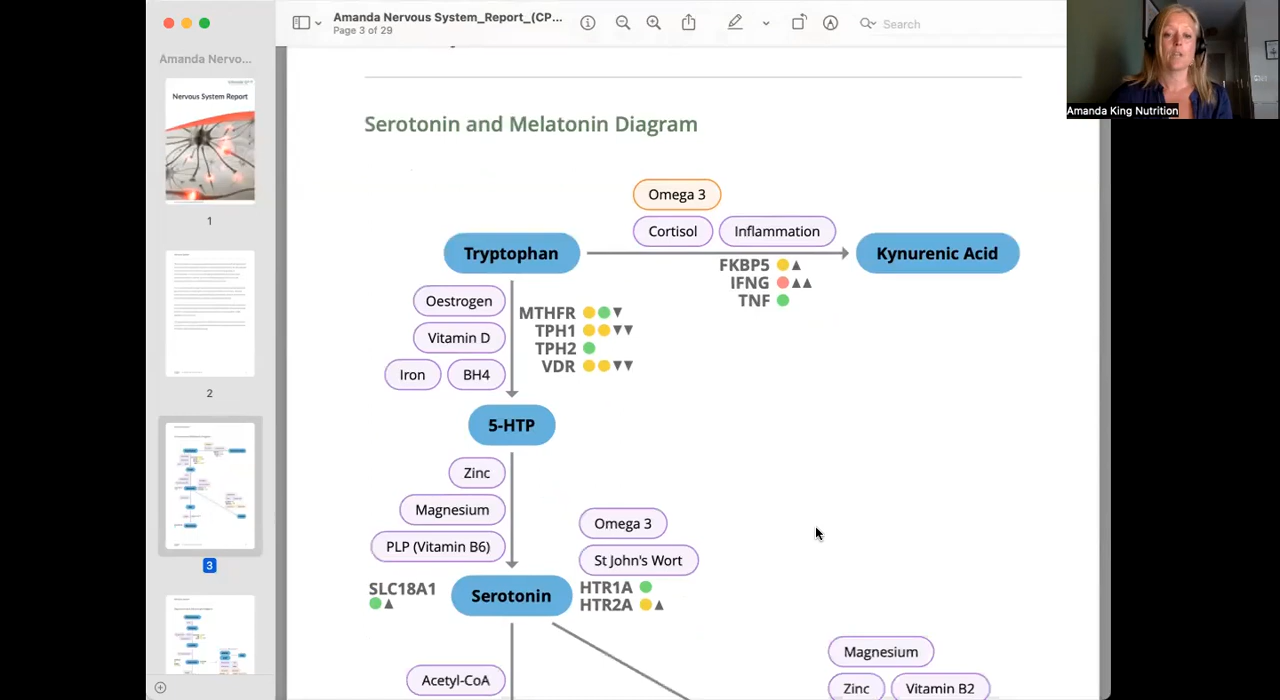 Amanda Nervous System_Report_(CP...
Page 3 of 29
Search
Amanda King Nutrition
Amanda Nervo...
Nervous System Report
1
2
3
Serotonin and Melatonin Diagram
Omega 3
Cortisol
Inflammation
Tryptophan
Kynurenic Acid
FKBP5 ▲
IFNG ▲▲
TNF
Oestrogen
Vitamin D
Iron
BH4
MTHFR ▼
TPH1 ▼▼
TPH2
VDR ▼▼
5-HTP
Zinc
Magnesium
PLP (Vitamin B6)
Omega 3
St John's Wort
SLC18A1
▲
Serotonin
HTR1A
HTR2A ▲
Acetyl-CoA
Magnesium
Zinc
Vitamin B2